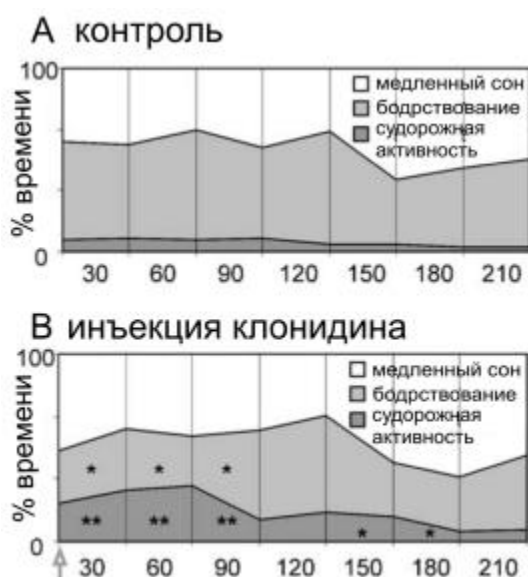 А контроль
100
медленный сон
бодрствование
судорожная
активность
% времени
0
30 60 90 120 150 180 210
В инъекция клонидина
100
медленный сон
бодрствование
судорожная
активность
% времени
* * *
** ** ** * *
0
30 60 90 120 150 180 210